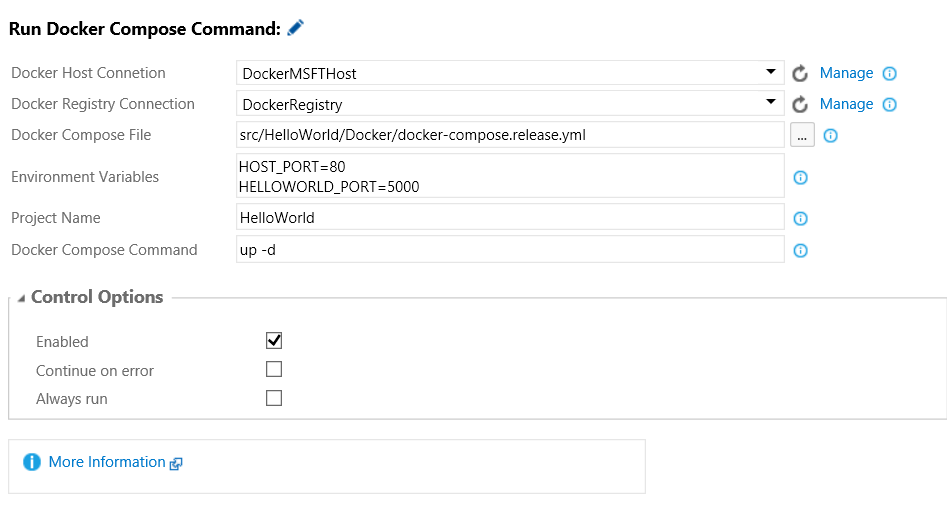 Run Docker Compose Command:
Docker Host Connetion DockerMSFTHost Manage
Docker Registry Connection DockerRegistry Manage
Docker Compose File src/HelloWorld/Docker/docker-compose.release.yml ...
Environment Variables HOST_PORT=80
HELLOWORLD_PORT=5000
Project Name HelloWorld
Docker Compose Command up -d
Control Options
Enabled
Continue on error
Always run
More Information